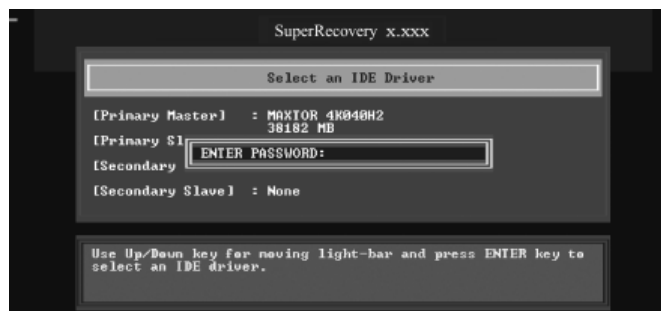 SuperRecovery x.xxx
Select an IDE Driver
[Primary Master] : MAXTOR 4K040H2
38182 MB
[Primary Sl
ENTER PASSWORD:
[Secondary
[Secondary Slave] : None
Use Up/Down key for moving light-bar and press ENTER key to
select an IDE driver.